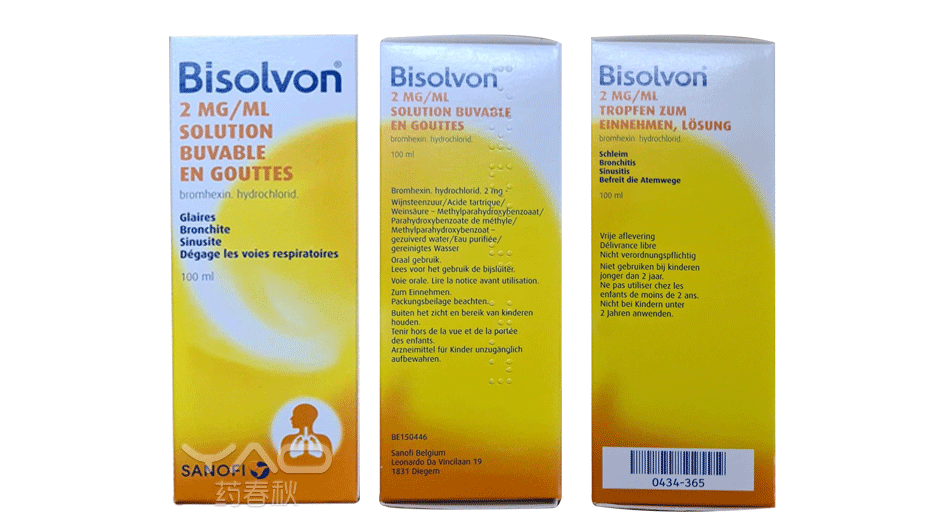 Bisolvon®
2 MG/ML
SOLUTION
BUVABLE
EN GOUTTES
bromhexin. hydrochlorid.
Glaires
Bronchite
Sinusite
Dégage les voies respiratoires
100 ml
SANOFI
YAO
药春秋
Bisolvon
2 MG/ML
SOLUTION BUVABLE
EN GOUTTES
bromhexin. hydrochlorid.
100 ml
Bromhexin. hydrochlorid. 2 mg -
Wijnsteenzuur/Acide tartrique/
Weinsäure – Methylparahydroxybenzoaat/
Parahydroxybenzoate de méthyle/
Methylparahydroxybenzoat –
gezuiverd water/Eau purifiée/
gereinigtes Wasser
Oraal gebruik.
Lees voor het gebruik de bijsluiter.
Voie orale. Lire la notice avant utilisation.
Zum Einnehmen.
Packungsbeilage beachten.
Buiten het zicht en bereik van kinderen
houden.
Tenir hors de la vue et de la portée
des enfants.
Arzneimittel für Kinder unzugänglich
aufbewahren.
BE150446
Sanofi Belgium
Leonardo Da Vincilaan 19
1831 Diegem
Bisolvon®
2 MG/ML
TROPFEN ZUM
EINNEHMEN, LÖSUNG
bromhexin. hydrochlorid.
Schleim
Bronchitis
Sinusitis
Befreit die Atemwege
100 ml
Vrije aflevering
Délivrance libre
Nicht verordnungspflichtig
Niet gebruiken bij kinderen
jonger dan 2 jaar.
Ne pas utiliser chez les
enfants de moins de 2 ans.
Nicht bei Kindern unter
2 Jahren anwenden.
0434-365